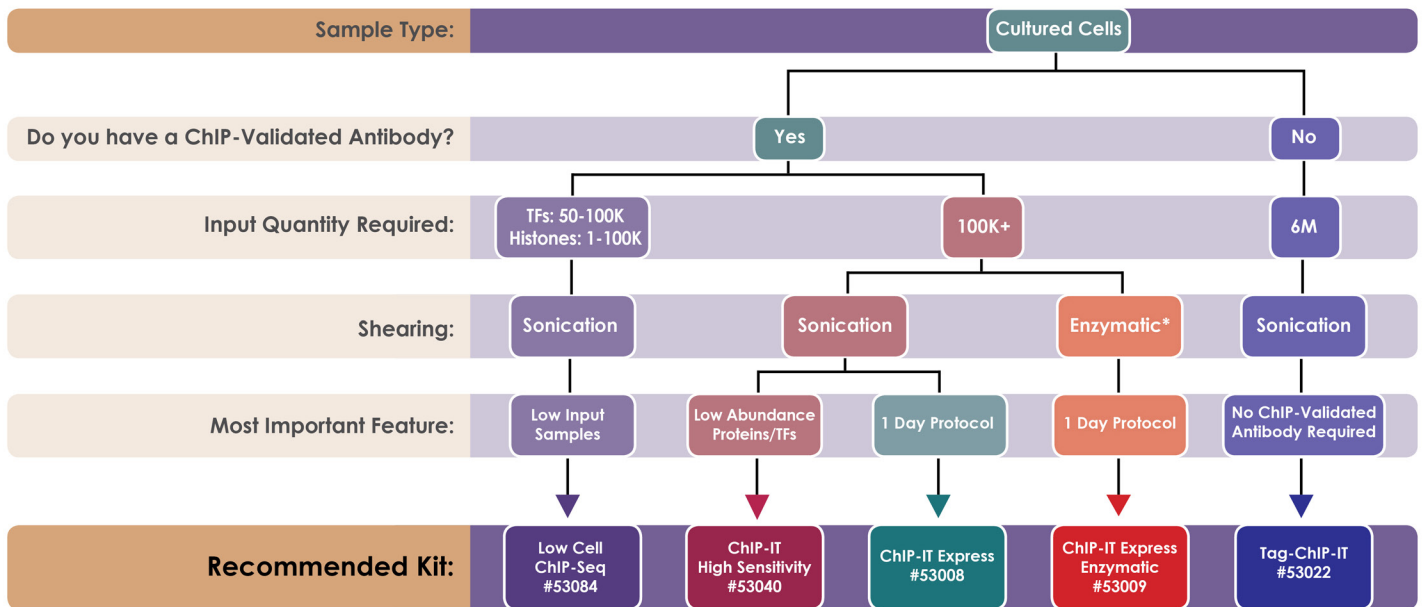 Sample Type:
Cultured Cells
Do you have a ChIP-Validated Antibody?
Yes
No
Input Quantity Required:
TFs: 50-100K
Histones: 1-100K
100K+
6M
Shearing:
Sonication
Sonication
Enzymatic*
Sonication
Most Important Feature:
Low Input
Samples
Low Abundance
Proteins/TFs
1 Day Protocol
1 Day Protocol
No ChIP-Validated
Antibody Required
Recommended Kit:
Low Cell
ChIP-Seq
#53084
ChIP-IT
High Sensitivity
#53040
ChIP-IT Express
#53008
ChIP-IT Express
Enzymatic
#53009
Tag-ChIP-IT
#53022